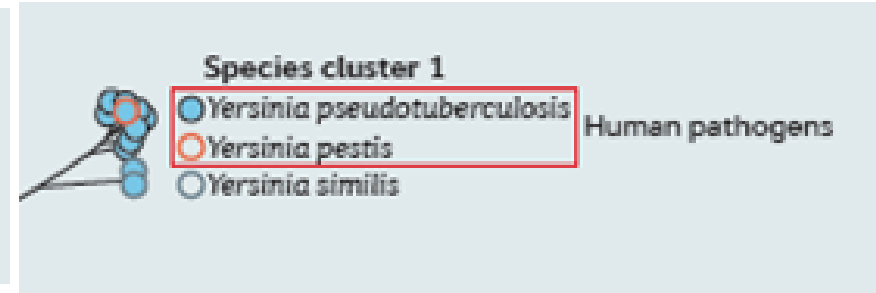 Species cluster 1
Yersinia pseudotuberculosis
Human pathogens
Yersinia pestis
Yersinia similis